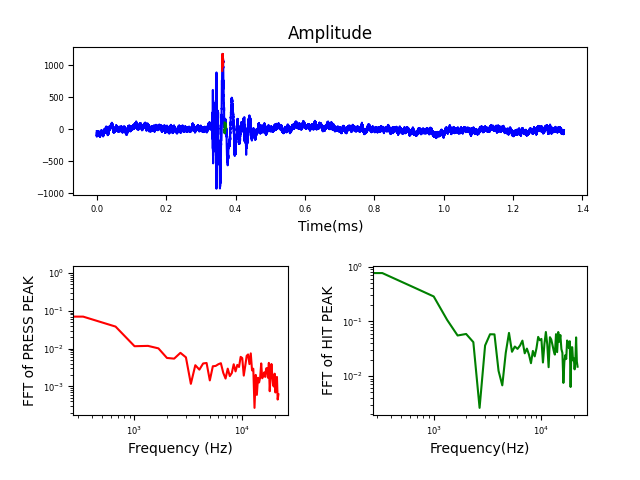 Amplitude
1000
500
0
−500
−1000
0.0 0.2 0.4 0.6 0.8 1.0 1.2 1.4
Time(ms)
FFT of PRESS PEAK
10⁰
10⁻¹
10⁻²
10⁻³
10³ 10⁴
Frequency (Hz)
FFT of HIT PEAK
10⁰
10⁻¹
10⁻²
10³ 10⁴
Frequency(Hz)